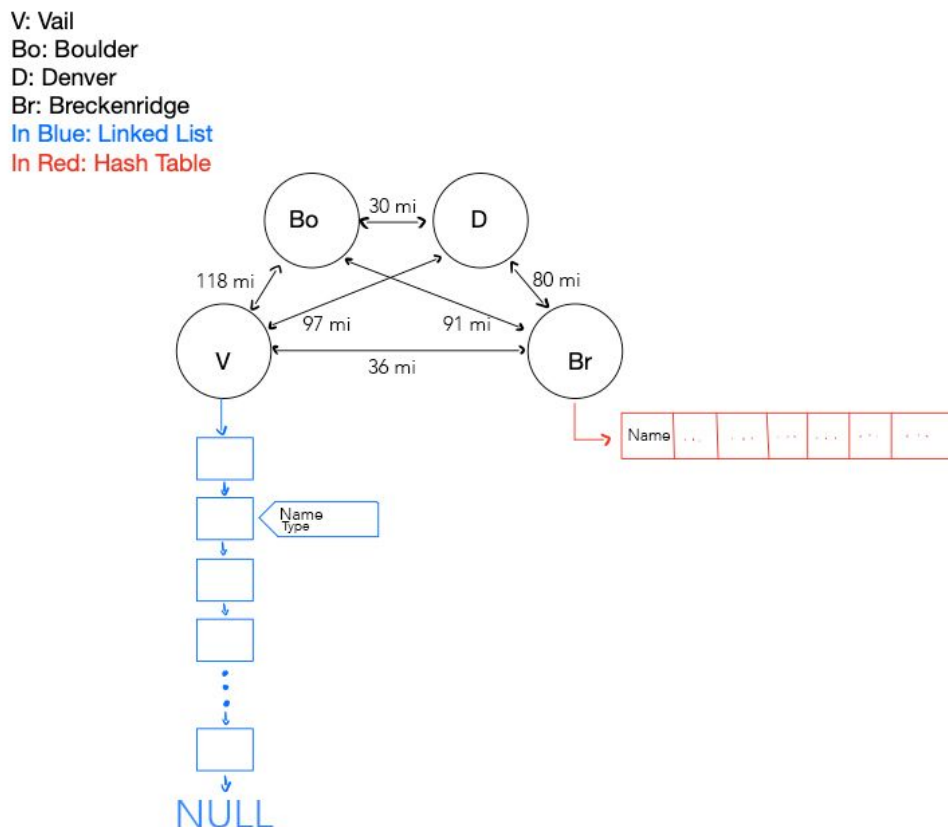 V: Vail
Bo: Boulder
D: Denver
Br: Breckenridge
In Blue: Linked List
In Red: Hash Table
Bo
30 mi
D
118 mi
80 mi
97 mi
91 mi
V
36 mi
Br
Name ... ... ... ... ... ...
Name
Type
NULL